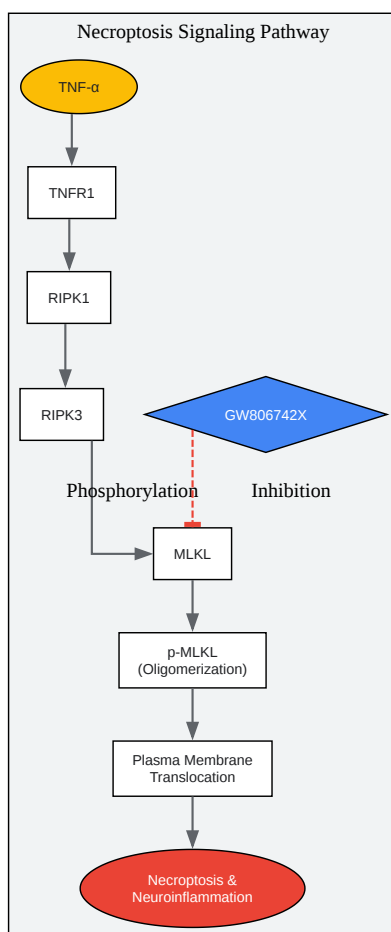 Necroptosis Signaling Pathway
TNF-α
TNFR1
RIPK1
RIPK3
GW806742X
Phosphorylation
Inhibition
MLKL
p-MLKL
(Oligomerization)
Plasma Membrane
Translocation
Necroptosis &
Neuroinflammation